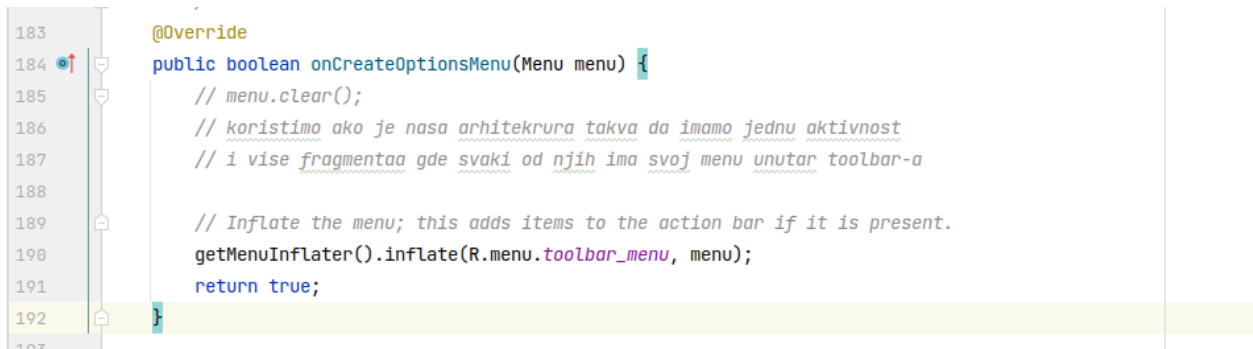 183 @Override
184 public boolean onCreateOptionsMenu(Menu menu) {
185 // menu.clear();
186 // koristimo ako je nasa arhitekrura takva da imamo jednu aktivnost
187 // i vise fragmentaa gde svaki od njih ima svoj menu unutar toolbar-a
188
189 // Inflate the menu; this adds items to the action bar if it is present.
190 getMenuInflater().inflate(R.menu.toolbar_menu, menu);
191 return true;
192 }
193